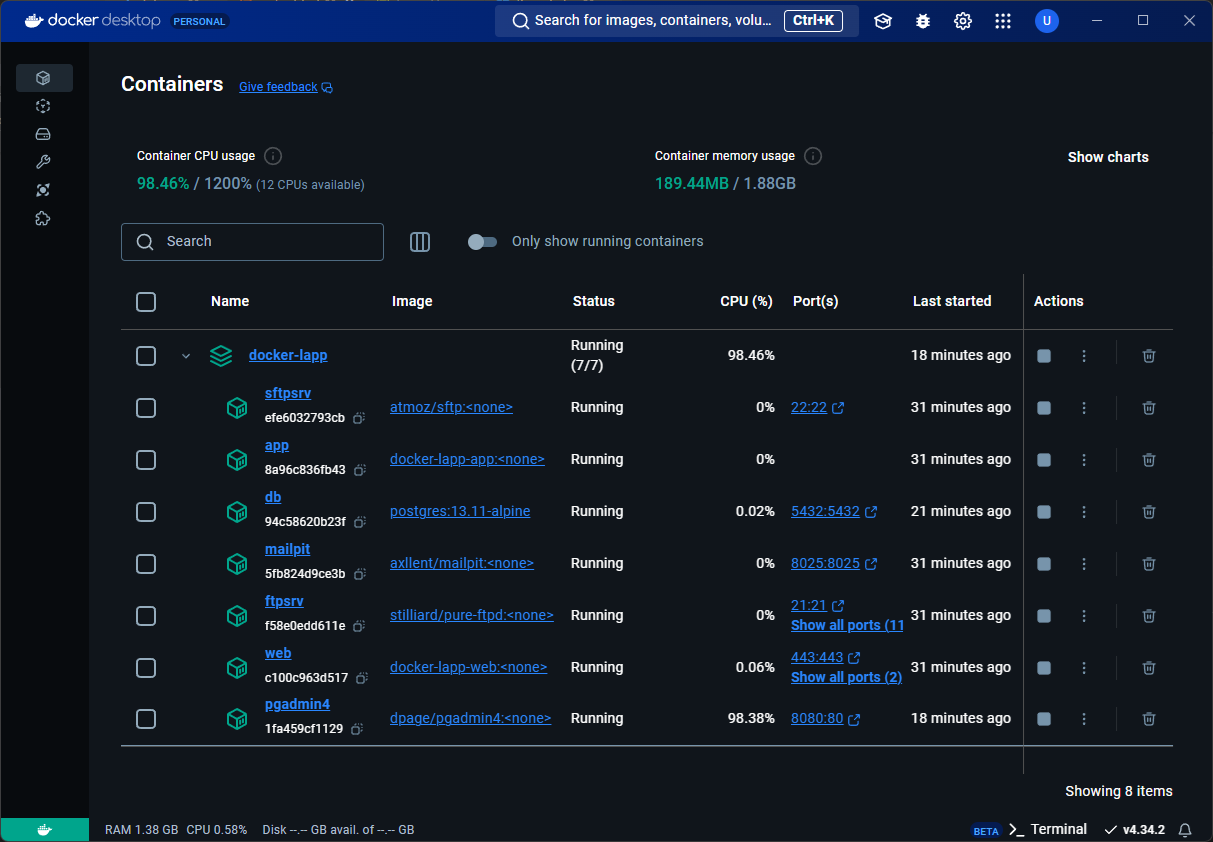 docker desktop PERSONAL Search for images, containers, volu... Ctrl+K U
Containers Give feedback
Container CPU usage
98.46% / 1200% (12 CPUs available)
Container memory usage
189.44MB / 1.88GB
Show charts
Search
Only show running containers
Name Image Status CPU (%) Port(s) Last started Actions
docker-lapp Running (7/7) 98.46% 18 minutes ago
sftpsrv
efe6032793cb atmoz/sftp:<none> Running 0% 22:22 31 minutes ago
app
8a96c836fb43 docker-lapp-app:<none> Running 0% 31 minutes ago
db
94c58620b23f postgres:13.11-alpine Running 0.02% 5432:5432 21 minutes ago
mailpit
5fb824d9ce3b axllent/mailpit:<none> Running 0% 8025:8025 31 minutes ago
ftpsrv
f58e0edd611e stilliard/pure-ftpd:<none> Running 0% 21:21
Show all ports (11 31 minutes ago
web
c100c963d517 docker-lapp-web:<none> Running 0.06% 443:443
Show all ports (2) 31 minutes ago
pgadmin4
1fa459cf1129 dpage/pgadmin4:<none> Running 98.38% 8080:80 18 minutes ago
Showing 8 items
RAM 1.38 GB CPU 0.58% Disk --.-- GB avail. of --.-- GB BETA Terminal v4.34.2